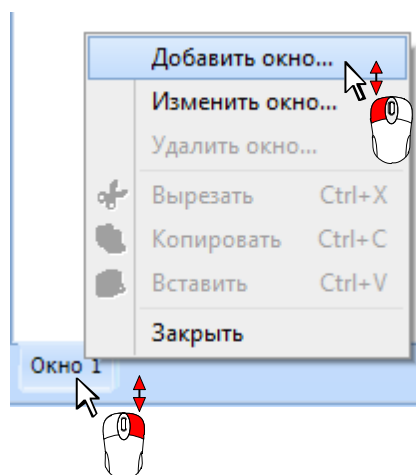 Добавить окно...
Изменить окно...
Удалить окно...
Вырезать Ctrl+X
Копировать Ctrl+C
Вставить Ctrl+V
Закрыть
Окно 1